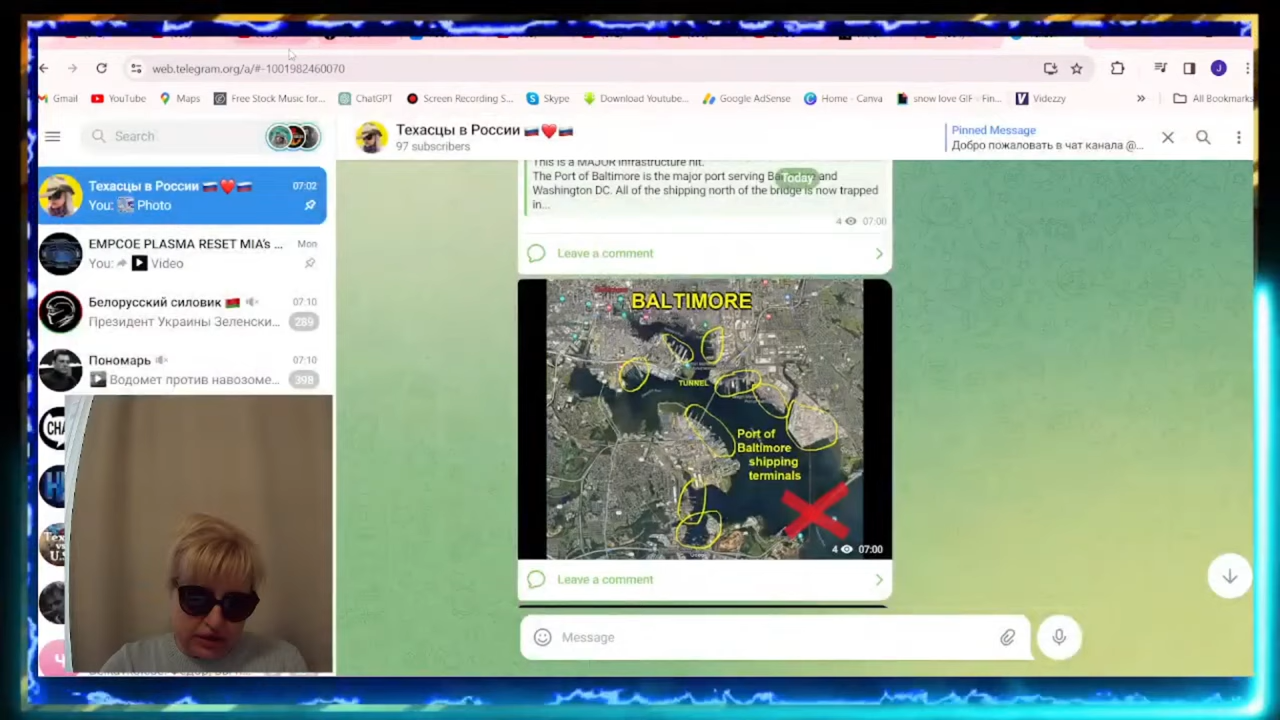 web.telegram.org/a/#-1001982460070
Gmail
YouTube
Maps
Free Stock Music for...
ChatGPT
Screen Recording S...
Skype
Download Youtube...
Google AdSense
Home - Canva
snow love GIF - Fin...
Videzzy
»
All Bookmarks
J
Search
Техасцы в России 🇷🇺❤️🇷🇺
97 subscribers
Pinned Message
Добро пожаловать в чат канала @...
Техасцы в России 🇷🇺❤️🇷🇺 07:02
You: Photo
EMPCOE PLASMA RESET MIA's ... Mon
You: Video
Белорусский силовик 07:10
Президент Украины Зеленски... 289
Пономарь 07:10
Водомет против навозоме... 398
CHA
This is a MAJOR infrastructure hit.
Today
The Port of Baltimore is the major port serving Ba and
Washington DC. All of the shipping north of the bridge is now trapped
in...
4 07:00
Leave a comment
BALTIMORE
TUNNEL
Port of
Baltimore
shipping
terminals
4 07:00
Leave a comment
Message